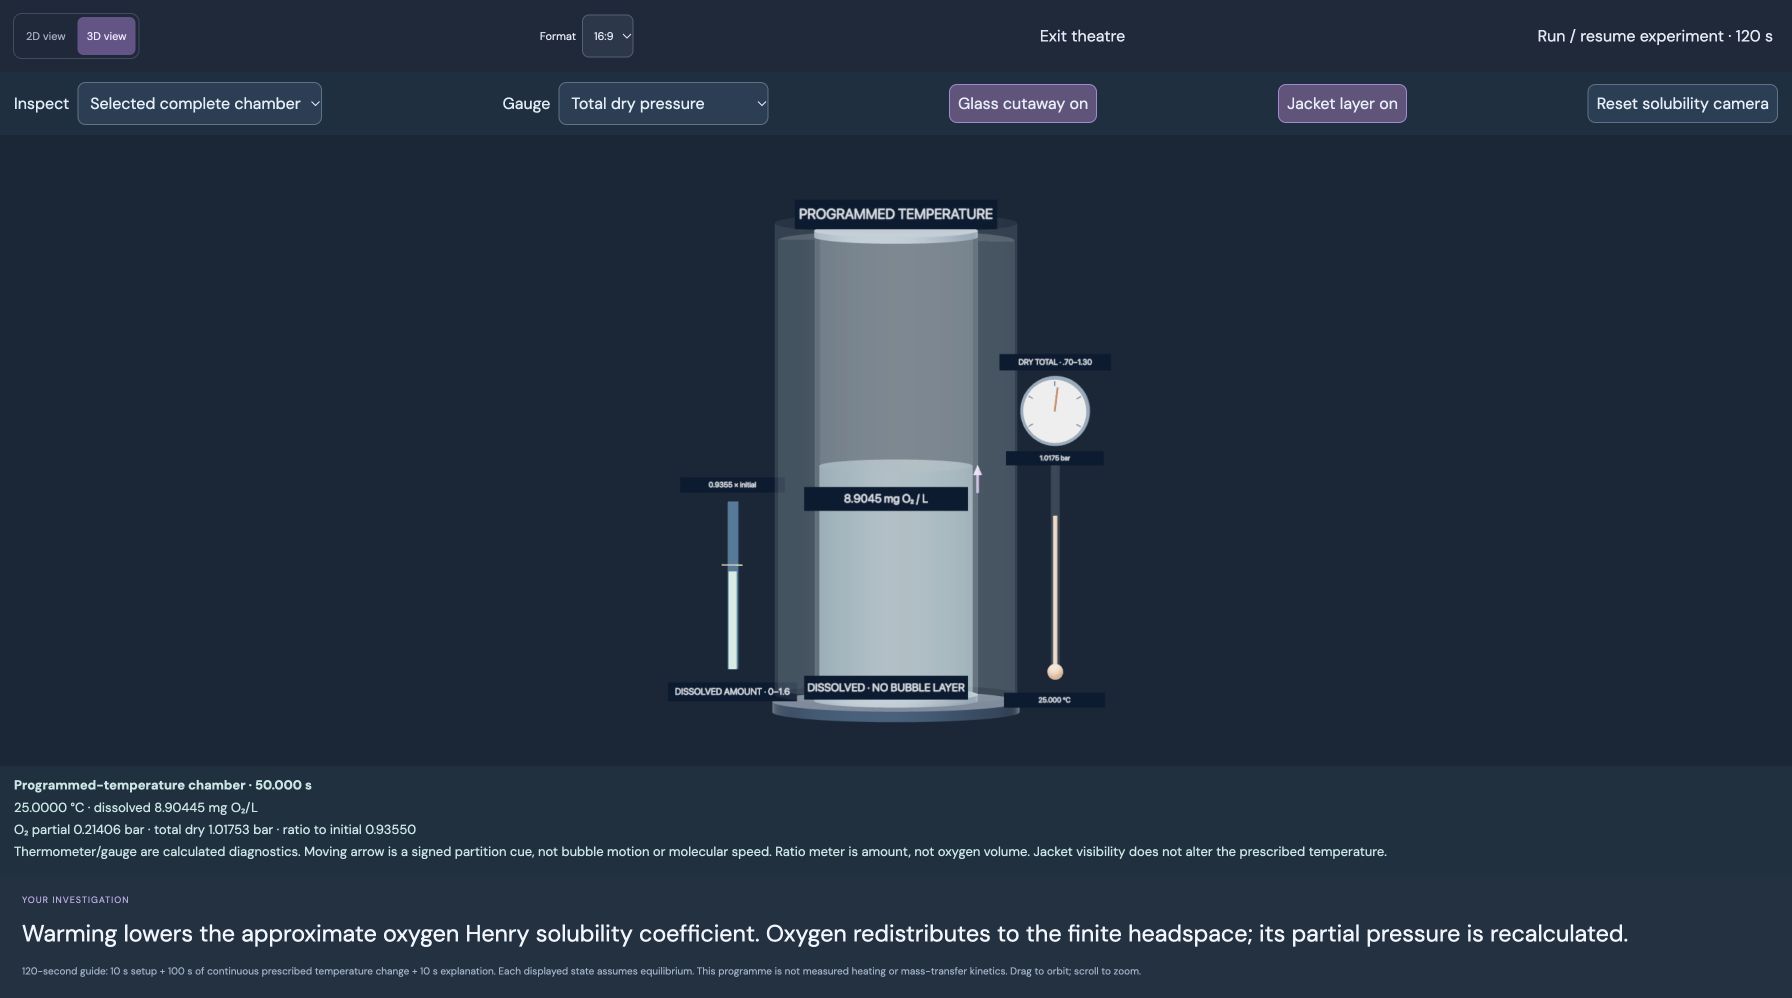 2D view
3D view
Format
16:9
Exit theatre
Run / resume experiment · 120 s
Inspect
Selected complete chamber
Gauge
Total dry pressure
Glass cutaway on
Jacket layer on
Reset solubility camera
PROGRAMMED TEMPERATURE
DRY TOTAL · .70–1.30
1.0175 bar
0.9355 × initial
8.9045 mg O₂ / L
DISSOLVED AMOUNT · 0–1.6
DISSOLVED · NO BUBBLE LAYER
25.000 °C
Programmed-temperature chamber · 50.000 s
25.0000 °C · dissolved 8.90445 mg O₂/L
O₂ partial 0.21406 bar · total dry 1.01753 bar · ratio to initial 0.93550
Thermometer/gauge are calculated diagnostics. Moving arrow is a signed partition cue, not bubble motion or molecular speed. Ratio meter is amount, not oxygen volume. Jacket visibility does not alter the prescribed temperature.
YOUR INVESTIGATION
Warming lowers the approximate oxygen Henry solubility coefficient. Oxygen redistributes to the finite headspace; its partial pressure is recalculated.
120-second guide: 10 s setup + 100 s of continuous prescribed temperature change + 10 s explanation. Each displayed state assumes equilibrium. This programme is not measured heating or mass-transfer kinetics. Drag to orbit; scroll to zoom.